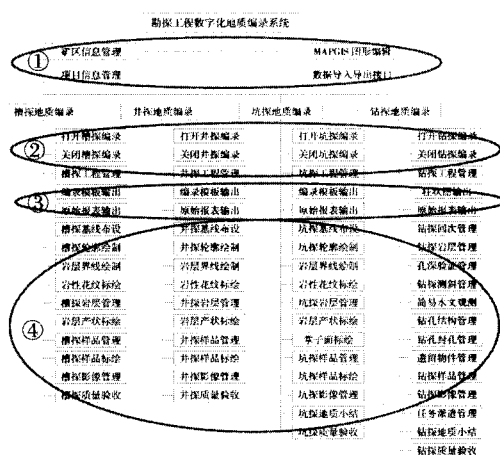 勘探工程数字化地质编录系统
矿区信息管理 MAPGIS图形编辑
①
项目信息管理 数据导入导出接口
槽探地质编录 井探地质编录 坑探地质编录 钻探地质编录
打开槽探编录 打开井探编录 打开坑探编录 打开钻探编录
②
关闭槽探编录 关闭井探编录 关闭坑探编录 关闭钻探编录
槽探工程管理 井探工程管理 坑探工程管理 钻探工程管理
编录模板输出 编录模板输出 编录模板输出 柱状图输出
③
原始报表输出 原始报表输出 原始报表输出 原始报表输出
槽探基线布设 井探基线布设 坑探基线布设 钻探回次管理
槽探轮廓绘制 井探轮廓绘制 坑探轮廓绘制 钻探岩层管理
岩层界线绘制 岩层界线绘制 岩层界线绘制 孔深验证管理
岩性花纹标绘 岩性花纹标绘 岩性花纹标绘 钻探测斜管理
槽探岩层管理 井探岩层管理 坑探岩层管理 简易水文观测
岩层产状标绘 岩层产状标绘 岩层产状标绘 钻孔结构管理
④
槽探样品管理 井探样品管理 掌子面标绘 钻孔封孔管理
槽探样品标绘 井探样品标绘 坑探样品管理 遗留物件管理
槽探影像管理 井探影像管理 坑探样品标绘 钻探样品管理
槽探质量验收 井探质量验收 坑探影像管理 钻探影像管理
坑探地质小结 任务派遣管理
坑探质量验收 钻探地质小结
钻探质量验收